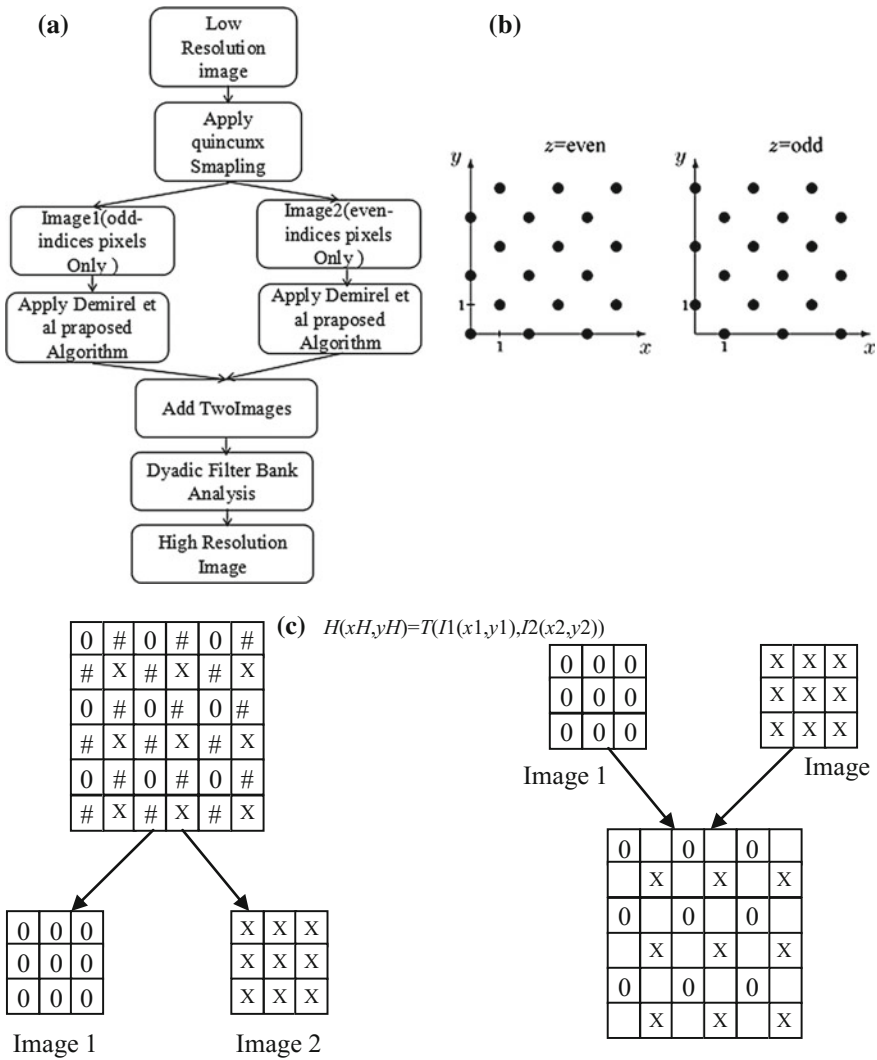 (a)
Low
Resolution
image
Apply
quincunx
Smapling
Image1(odd-
indices pixels
Only )
Image2(even-
indices pixels
Only )
Apply Demirel et
al praposed
Algorithm
Apply Demirel et
al praposed
Algorithm
Add TwoImages
Dyadic Filter Bank
Analysis
High Resolution
Image
(b)
z=even
z=odd
y
y
1
1
1
x
1
x
(c) H(xH,yH)=T(I1(x1,y1),I2(x2,y2))
0 # 0 # 0 #
# X # X # X
0 # 0 # 0 #
# X # X # X
0 # 0 # 0 #
# X # X # X
0 0 0
0 0 0
0 0 0
Image 1
X X X
X X X
X X X
Image 2
0 0 0
0 0 0
0 0 0
Image 1
X X X
X X X
X X X
Image
0 0 0
X X X
0 0 0
X X X
0 0 0
X X X